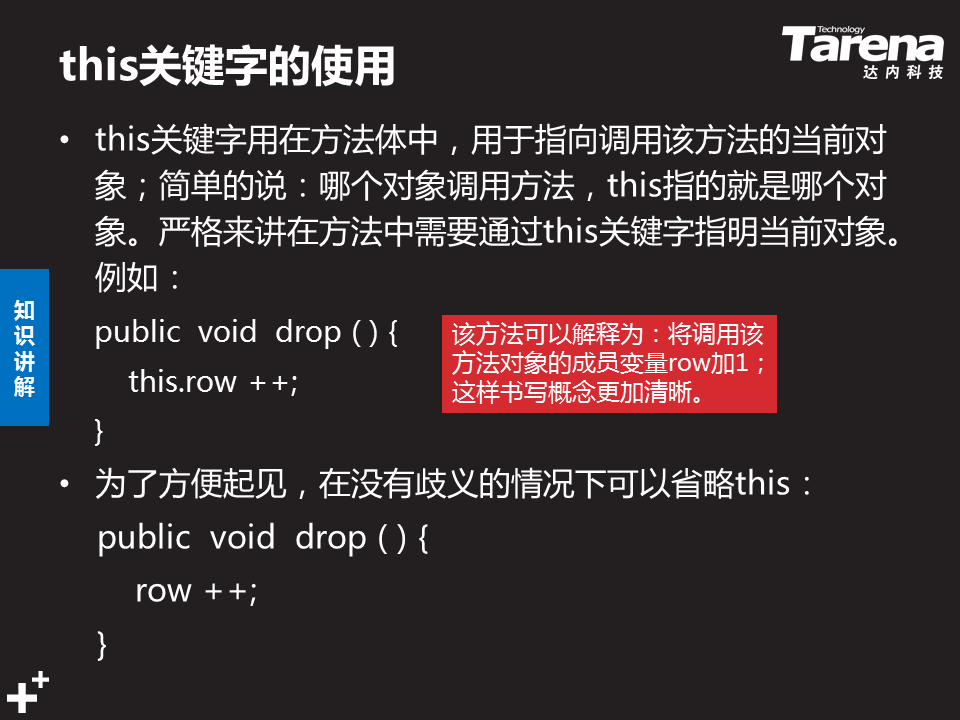 this关键字的使用
Technology
Tarena
达内科技
• this关键字用在方法体中，用于指向调用该方法的当前对
象；简单的说：哪个对象调用方法，this指的就是哪个对
象。严格来讲在方法中需要通过this关键字指明当前对象。
例如：
知
识
讲
解
public void drop ( ) {
this.row ++;
}
该方法可以解释为：将调用该
方法对象的成员变量row加1；
这样书写概念更加清晰。
• 为了方便起见，在没有歧义的情况下可以省略this：
public void drop ( ) {
row ++;
}
++